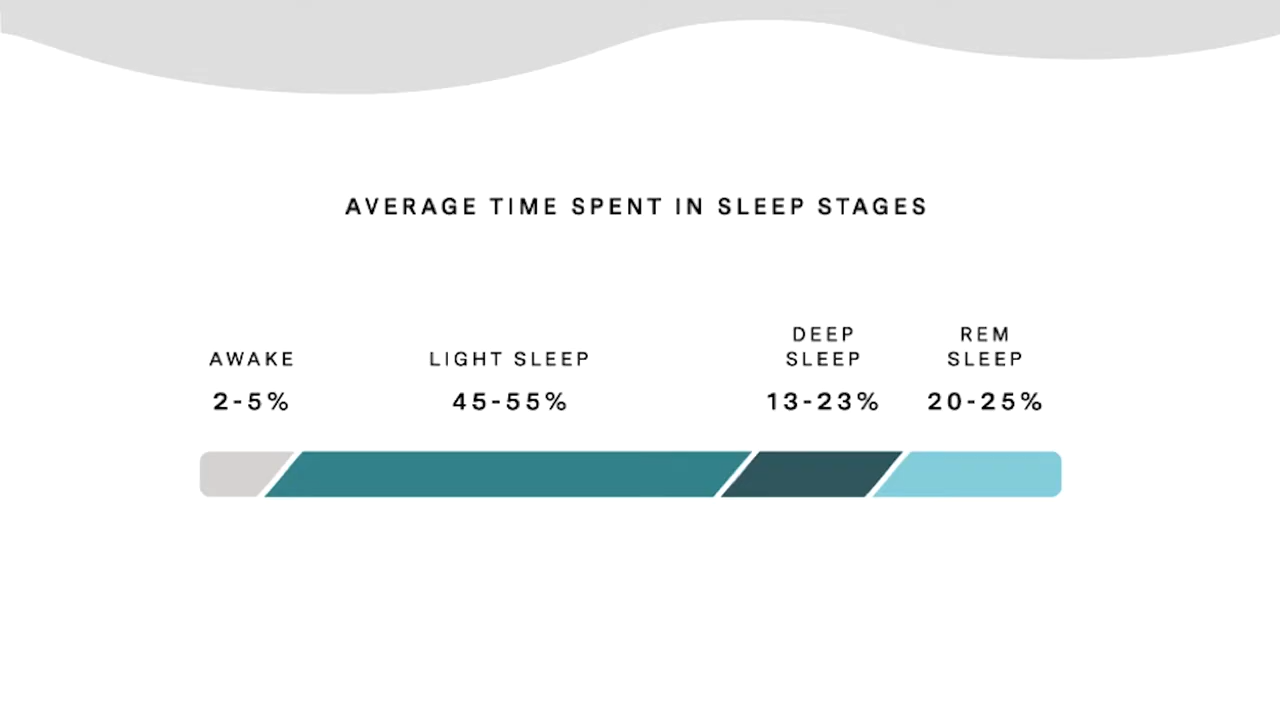 AVERAGE TIME SPENT IN SLEEP STAGES
AWAKE
2-5%
LIGHT SLEEP
45-55%
DEEP
SLEEP
13-23%
REM
SLEEP
20-25%